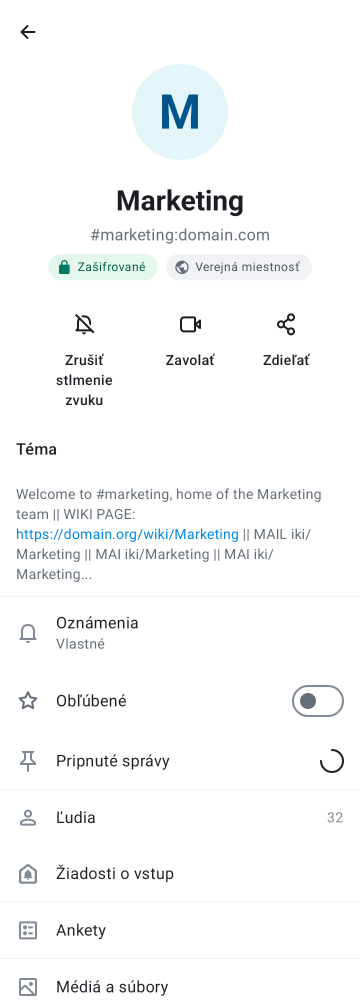 M
Marketing
#marketing:domain.com
Zašifrované
Verejná miestnosť
Zrušiť
stlmenie
zvuku
Zavolať
Zdieľať
Téma
Welcome to #marketing, home of the Marketing
team || WIKI PAGE:
https://domain.org/wiki/Marketing || MAIL iki/
Marketing || MAI iki/Marketing || MAI iki/
Marketing...
Oznámenia
Vlastné
Obľúbené
Pripnuté správy
Ľudia
32
Žiadosti o vstup
Ankety
Médiá a súbory